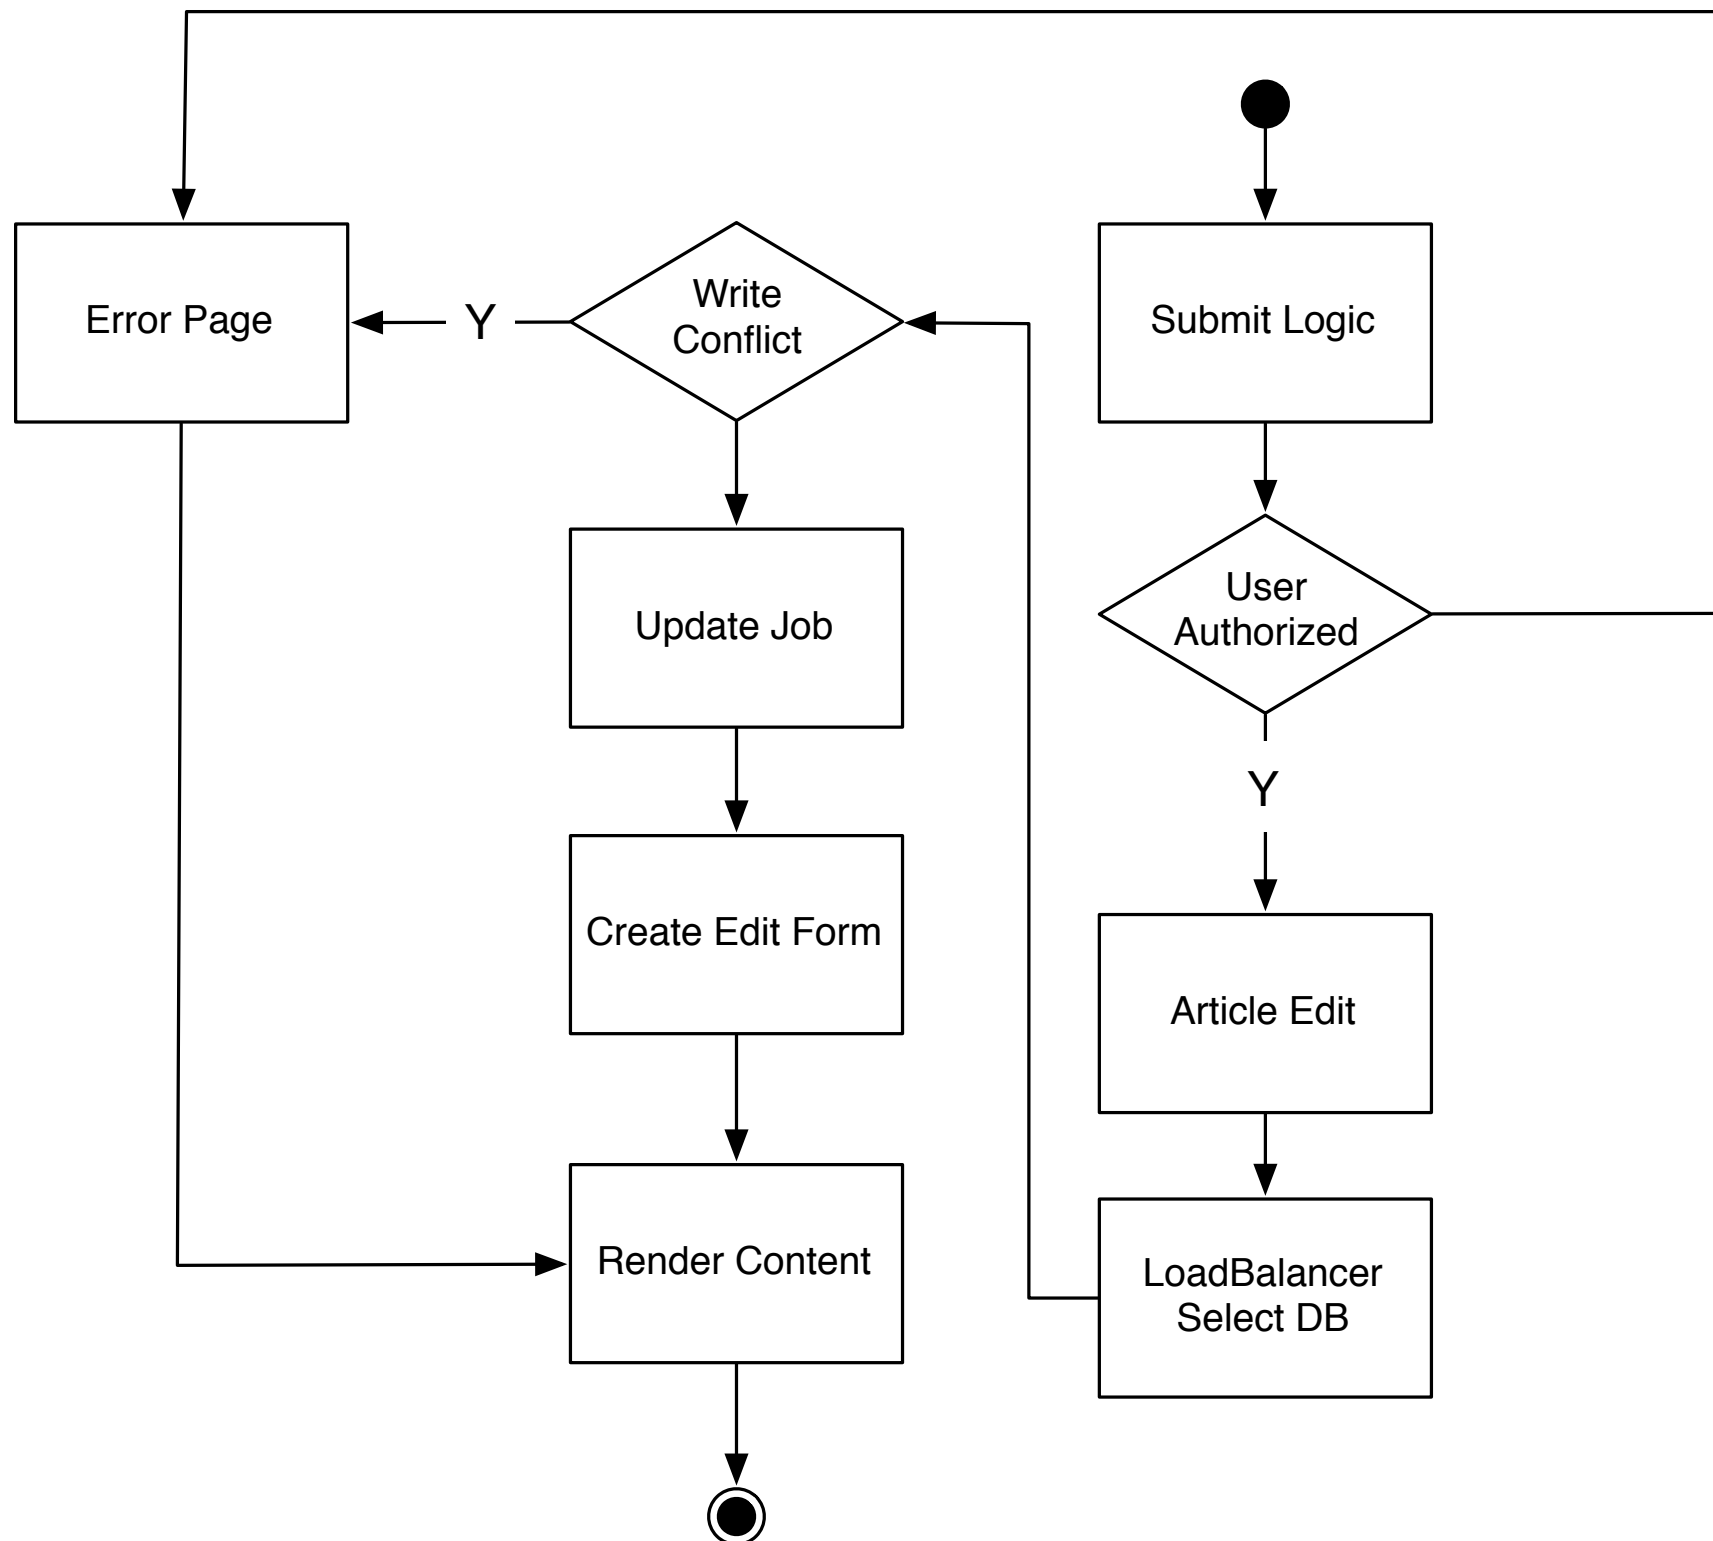 Error Page
Y
Write
Conflict
Submit Logic
Update Job
User
Authorized
Y
Create Edit Form
Article Edit
Render Content
LoadBalancer
Select DB